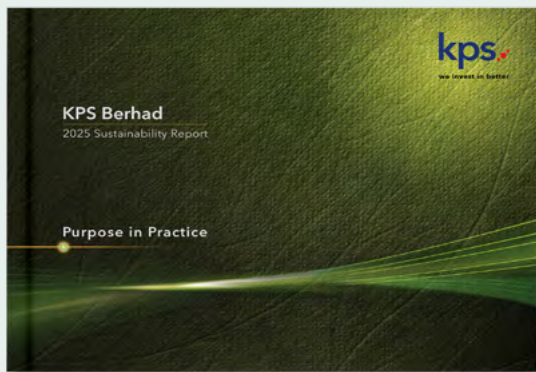 kps
we invest in better
KPS Berhad
2025 Sustainability Report
Purpose in Practice